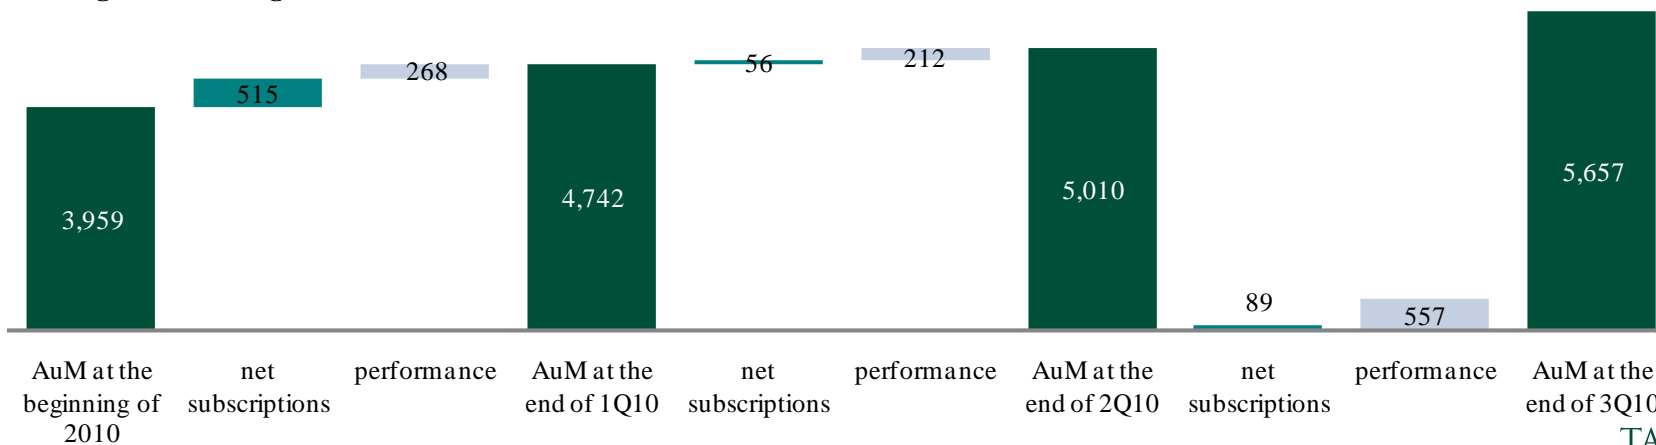 268
56
212
515
3,959
4,742
5,010
89
557
5,657
AuM at the
beginning of
2010
net
subscriptions
performance
AuM at the
end of 1Q10
net
subscriptions
performance
AuM at the
end of 2Q10
net
subscriptions
performance
AuM at the
end of 3Q10
TA